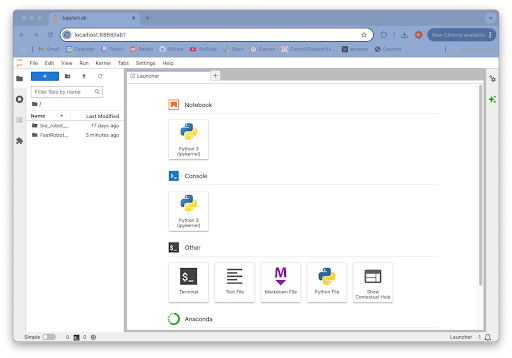 JupyterLab
localhost:8888/lab?
New Chrome available
Gmail Calendar Twitch Reddit GitHub YouTube Slack Canvas Cornell Student Ce...
File Edit View Run Kernel Tabs Settings Help
Launcher
Filter files by name
/
Name Last Modified
ble_robot_... 17 days ago
FastRobot... 3 minutes ago
Notebook
Python 3
(ipykernel)
Console
Python 3
(ipykernel)
Other
$_
M
Terminal
Text File
Markdown File
Python File
Show
Contextual Help
Anaconda
Simple 0 0
Launcher 1